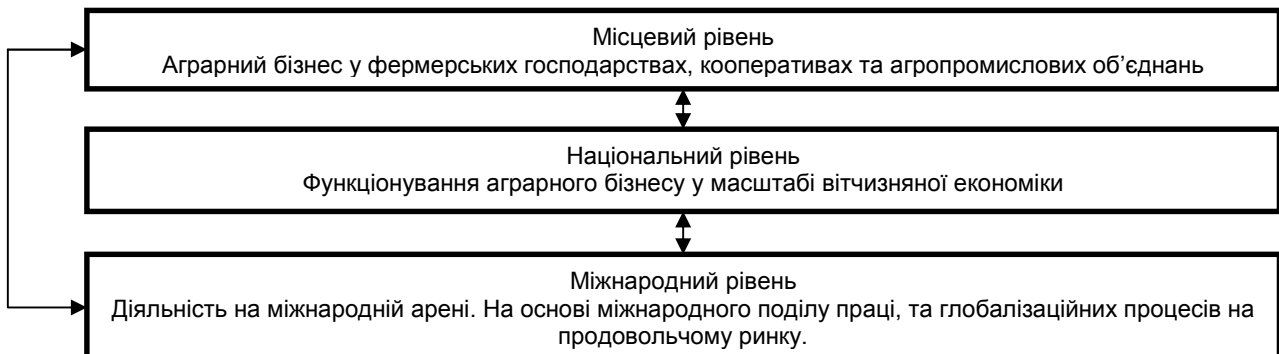 Місцевий рівень
Аграрний бізнес у фермерських господарствах, кооперативах та агропромислових об’єднань
Національний рівень
Функціонування аграрного бізнесу у масштабі вітчизняної економіки
Міжнародний рівень
Діяльність на міжнародній арені. На основі міжнародного поділу праці, та глобалізаційних процесів на
продовольчому ринку.